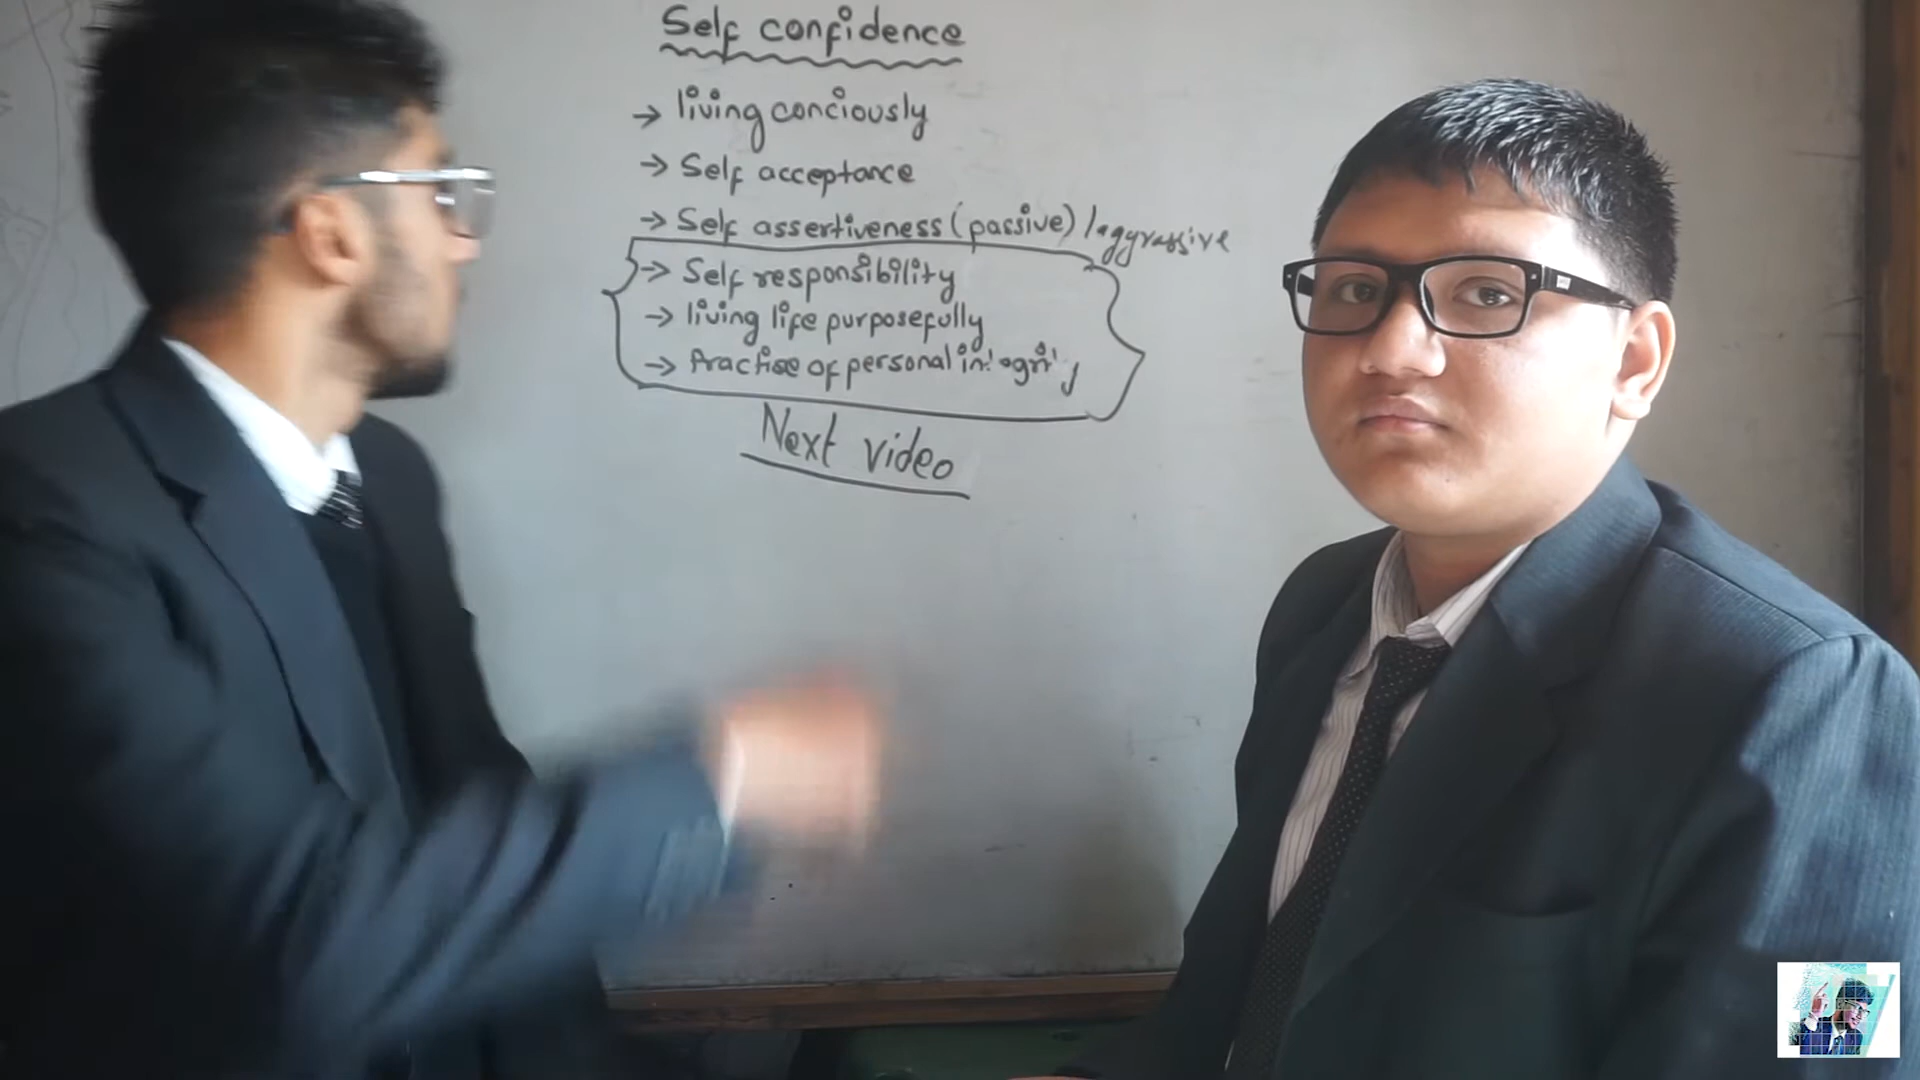 Self confidence
→ living conciously
→ Self acceptance
→ Self assertiveness (passive) / aggressive
→ Self responsibility
→ living life purposefully
→ Practise of personal
Next video